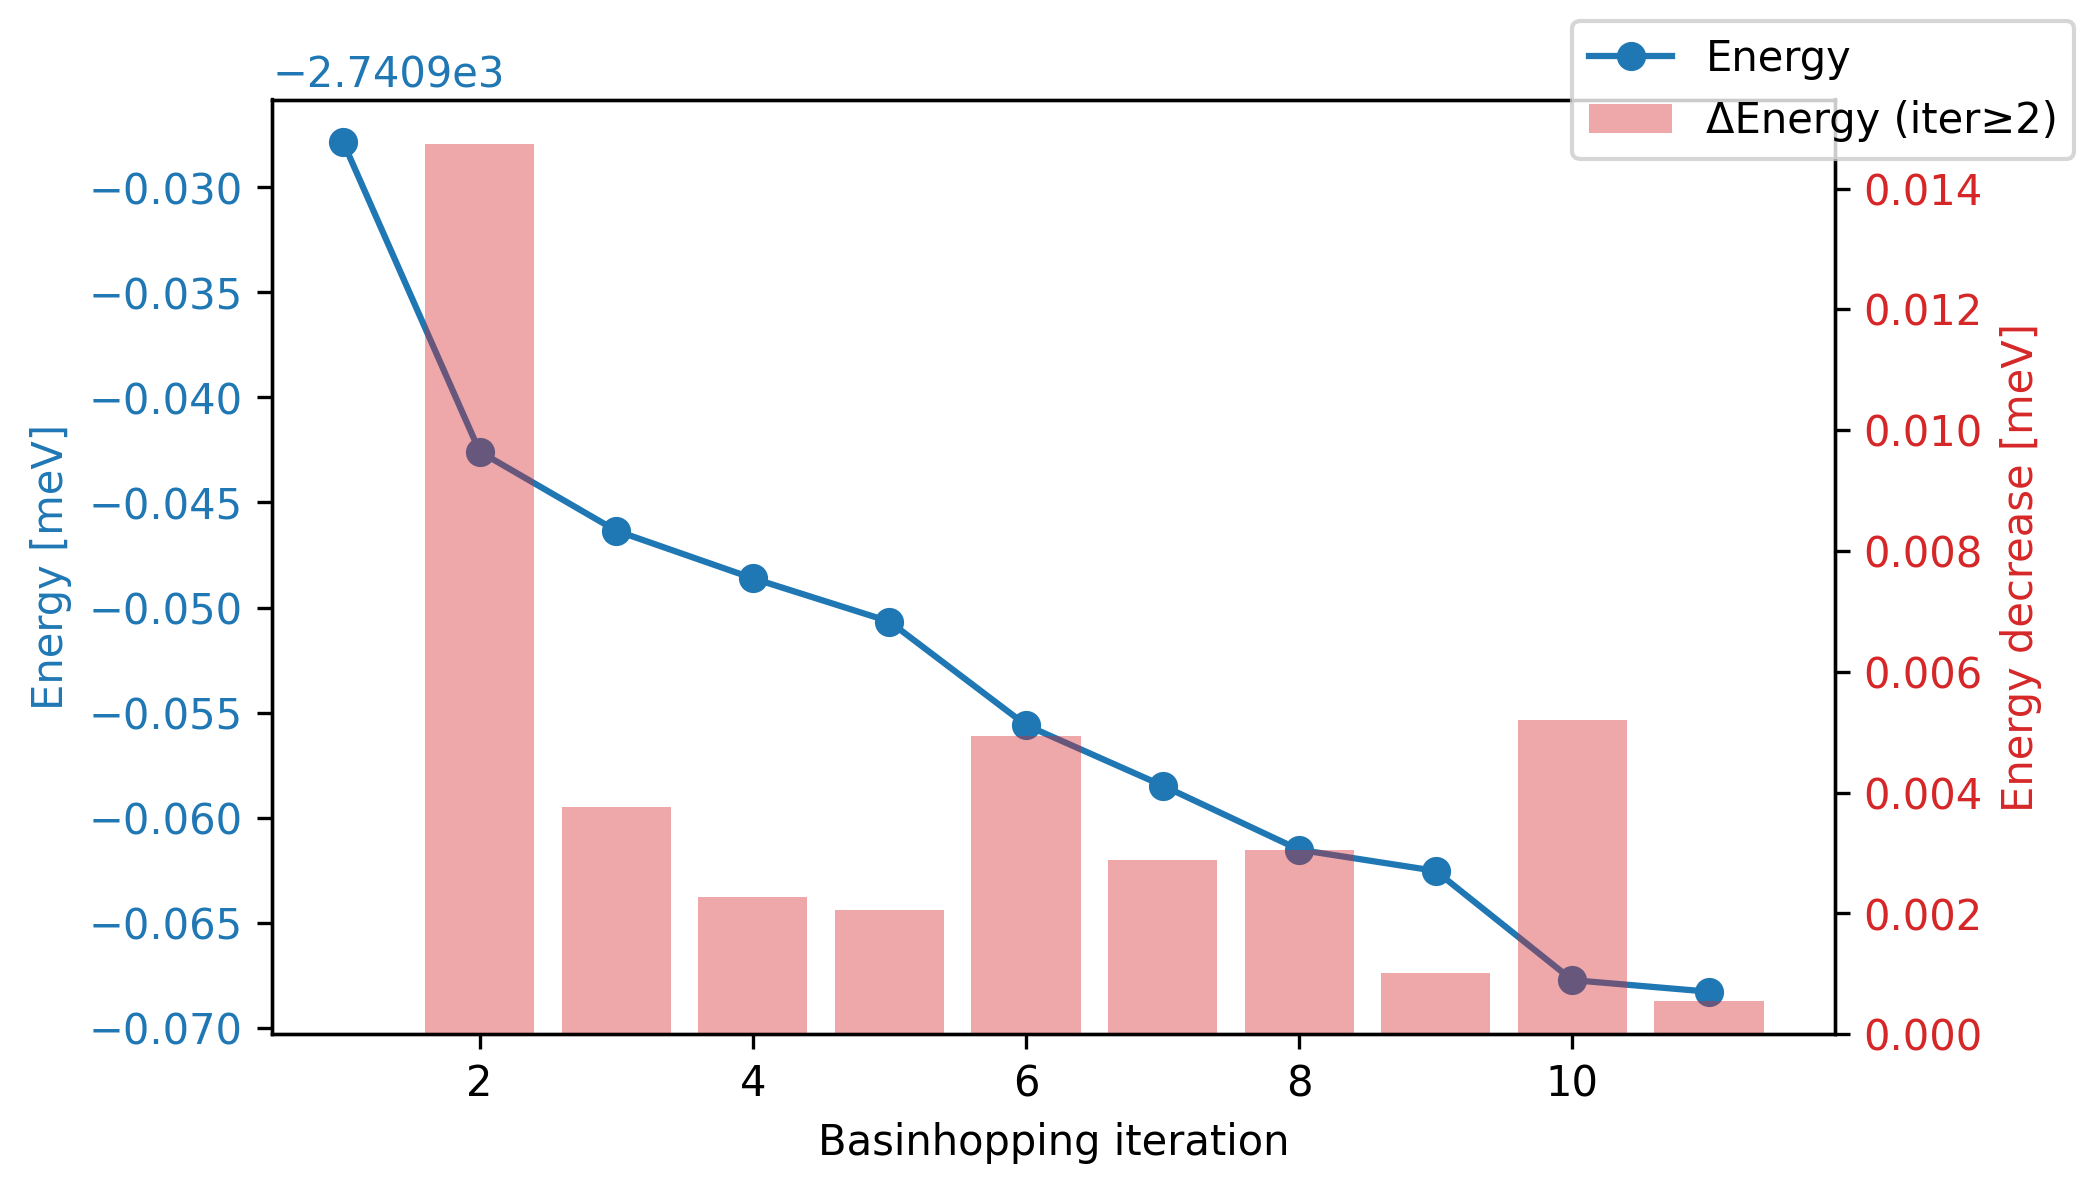 −2.7409e3
Energy
ΔEnergy (iter≥2)
Energy [meV]
−0.030
−0.035
−0.040
−0.045
−0.050
−0.055
−0.060
−0.065
−0.070
0.014
0.012
0.010
0.008
0.006
0.004
0.002
0.000
Energy decrease [meV]
2 4 6 8 10
Basinhopping iteration